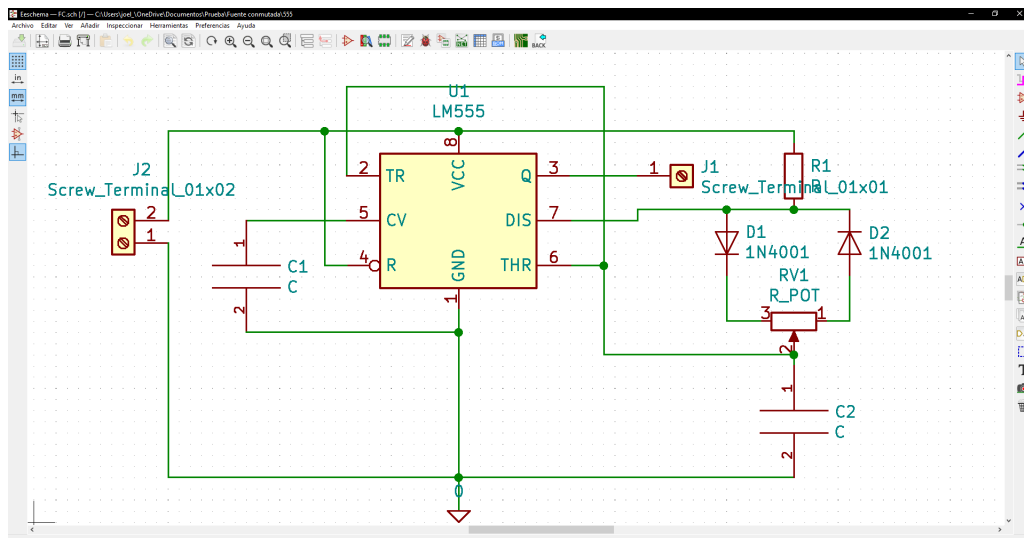 Eeschema — FC.sch [/] — C:\Users\joel_\OneDrive\Documentos\Prueba\Fuente conmutada\555
Archivo Editar Ver Añadir Inspeccionar Herramientas Preferencias Ayuda
BACK
in
mm
U1
LM555
8
VCC
2 TR
Q 3
1 J1
Screw_Terminal_01x01
R1
R
J2
Screw_Terminal_01x02
2
1
5 CV
DIS 7
4 R
THR 6
GND
1
1
C1
C
2
D1
1N4001
D2
1N4001
RV1
R_POT
3 1
2
1
C2
C
2
0